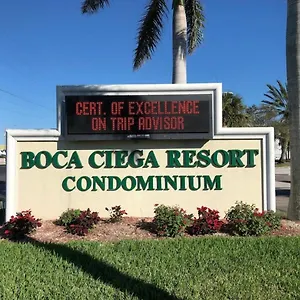 CERT. OF EXCELLENCE
ON TRIP ADVISOR
BOCA CIEGA RESORT
CONDOMINIUM